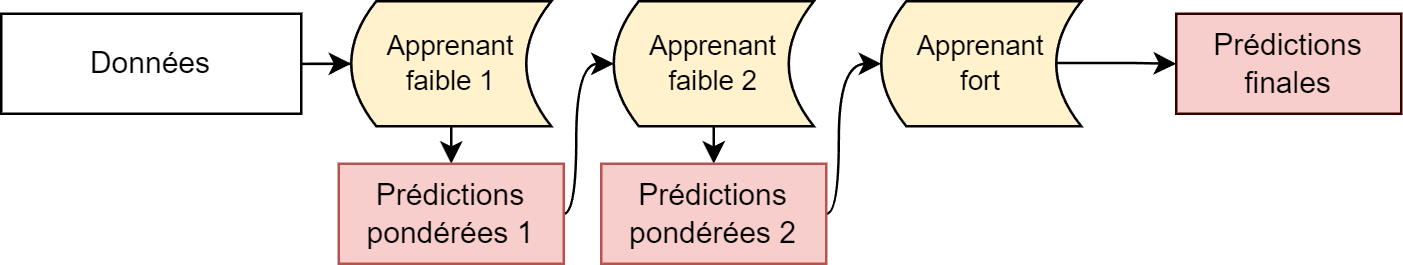 Données
Apprenant
faible 1
Prédictions
pondérées 1
Apprenant
faible 2
Prédictions
pondérées 2
Apprenant
fort
Prédictions
finales